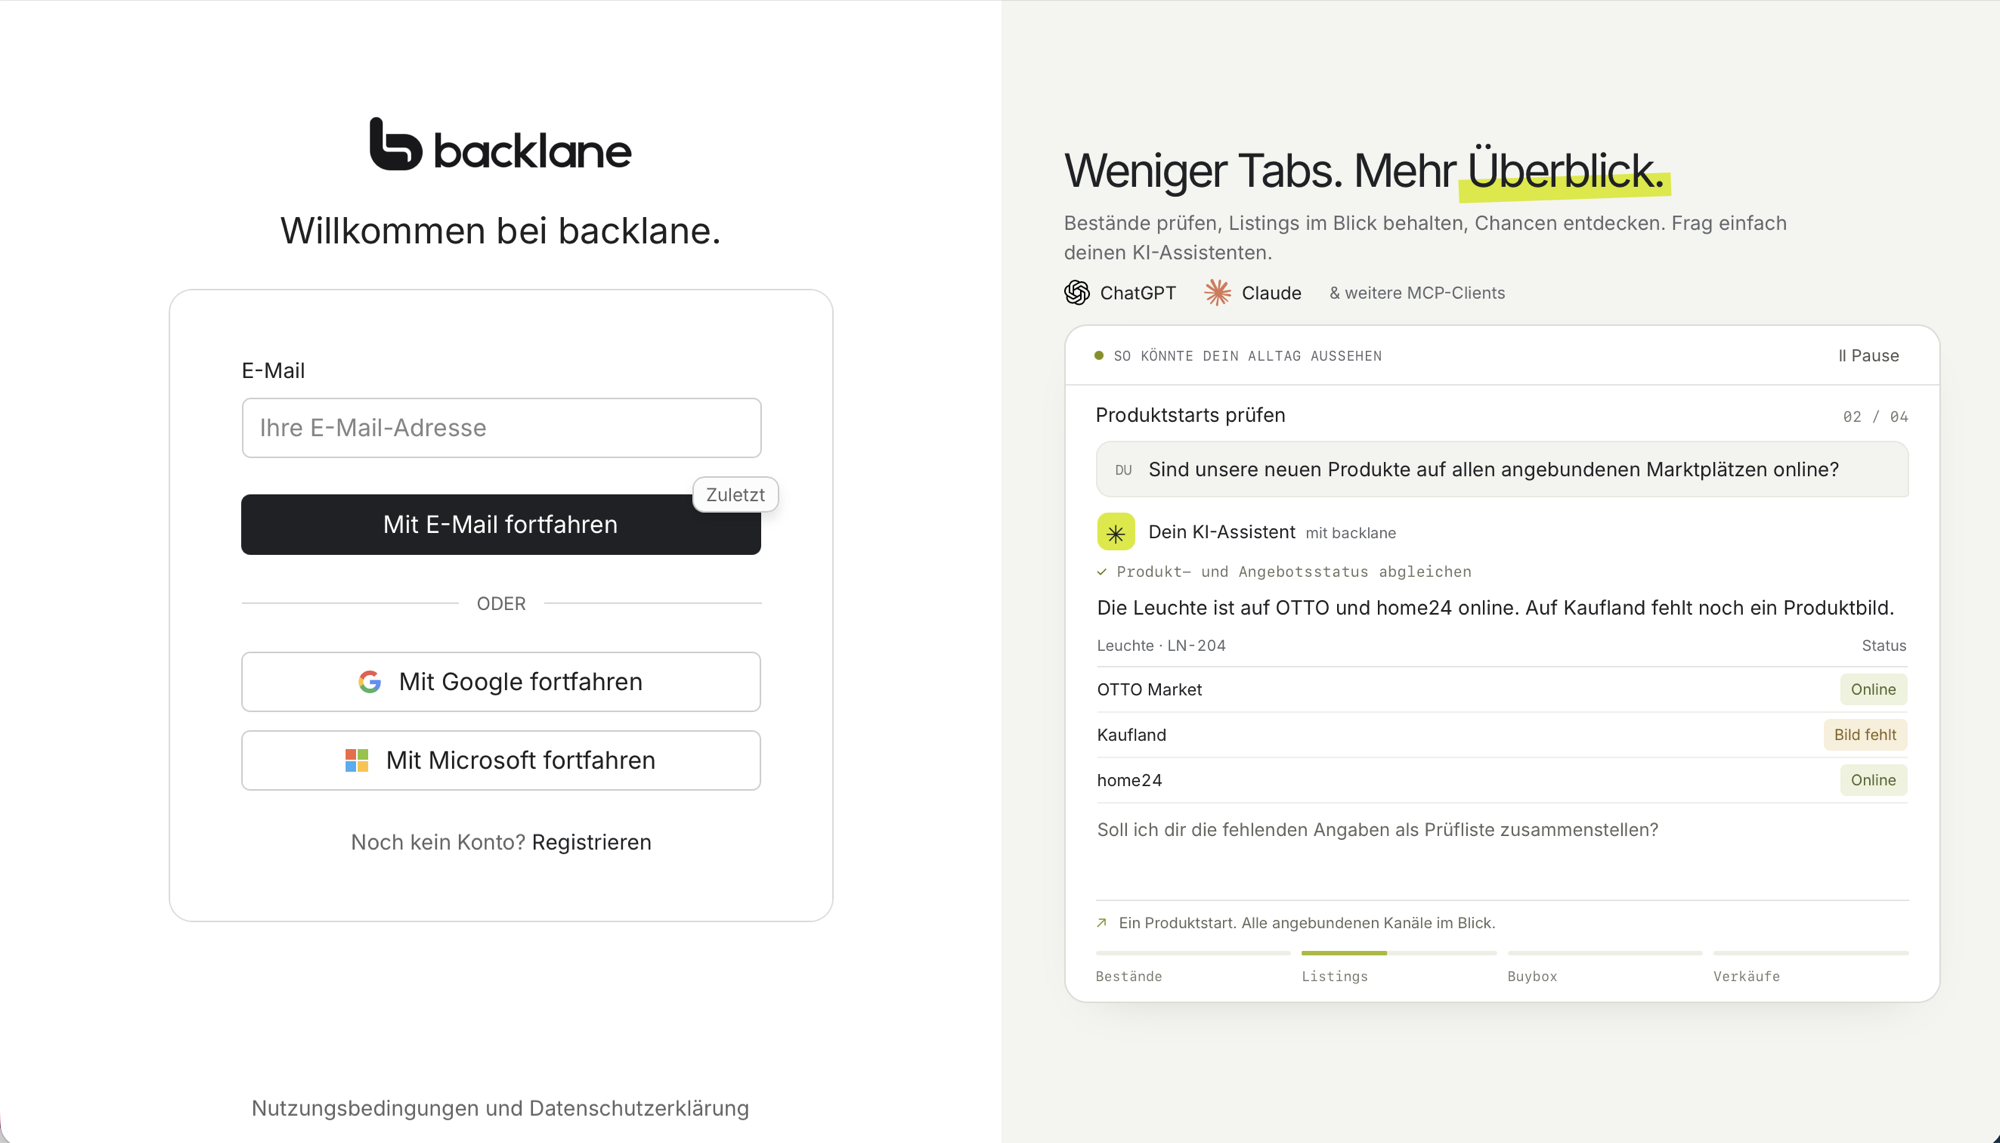 backlane
Willkommen bei backlane.
E-Mail
Ihre E-Mail-Adresse
Zuletzt
Mit E-Mail fortfahren
ODER
Mit Google fortfahren
Mit Microsoft fortfahren
Noch kein Konto? Registrieren
Nutzungsbedingungen und Datenschutzerklärung
Weniger Tabs. Mehr Überblick.
Bestände prüfen, Listings im Blick behalten, Chancen entdecken. Frag einfach
deinen KI-Assistenten.
ChatGPT Claude & weitere MCP-Clients
SO KÖNNTE DEIN ALLTAG AUSSEHEN II Pause
Produktstarts prüfen 02 / 04
DU Sind unsere neuen Produkte auf allen angebundenen Marktplätzen online?
Dein KI-Assistent mit backlane
✓ Produkt– und Angebotsstatus abgleichen
Die Leuchte ist auf OTTO und home24 online. Auf Kaufland fehlt noch ein Produktbild.
Leuchte · LN-204 Status
OTTO Market Online
Kaufland Bild fehlt
home24 Online
Soll ich dir die fehlenden Angaben als Prüfliste zusammenstellen?
↗ Ein Produktstart. Alle angebundenen Kanäle im Blick.
Bestände Listings Buybox Verkäufe